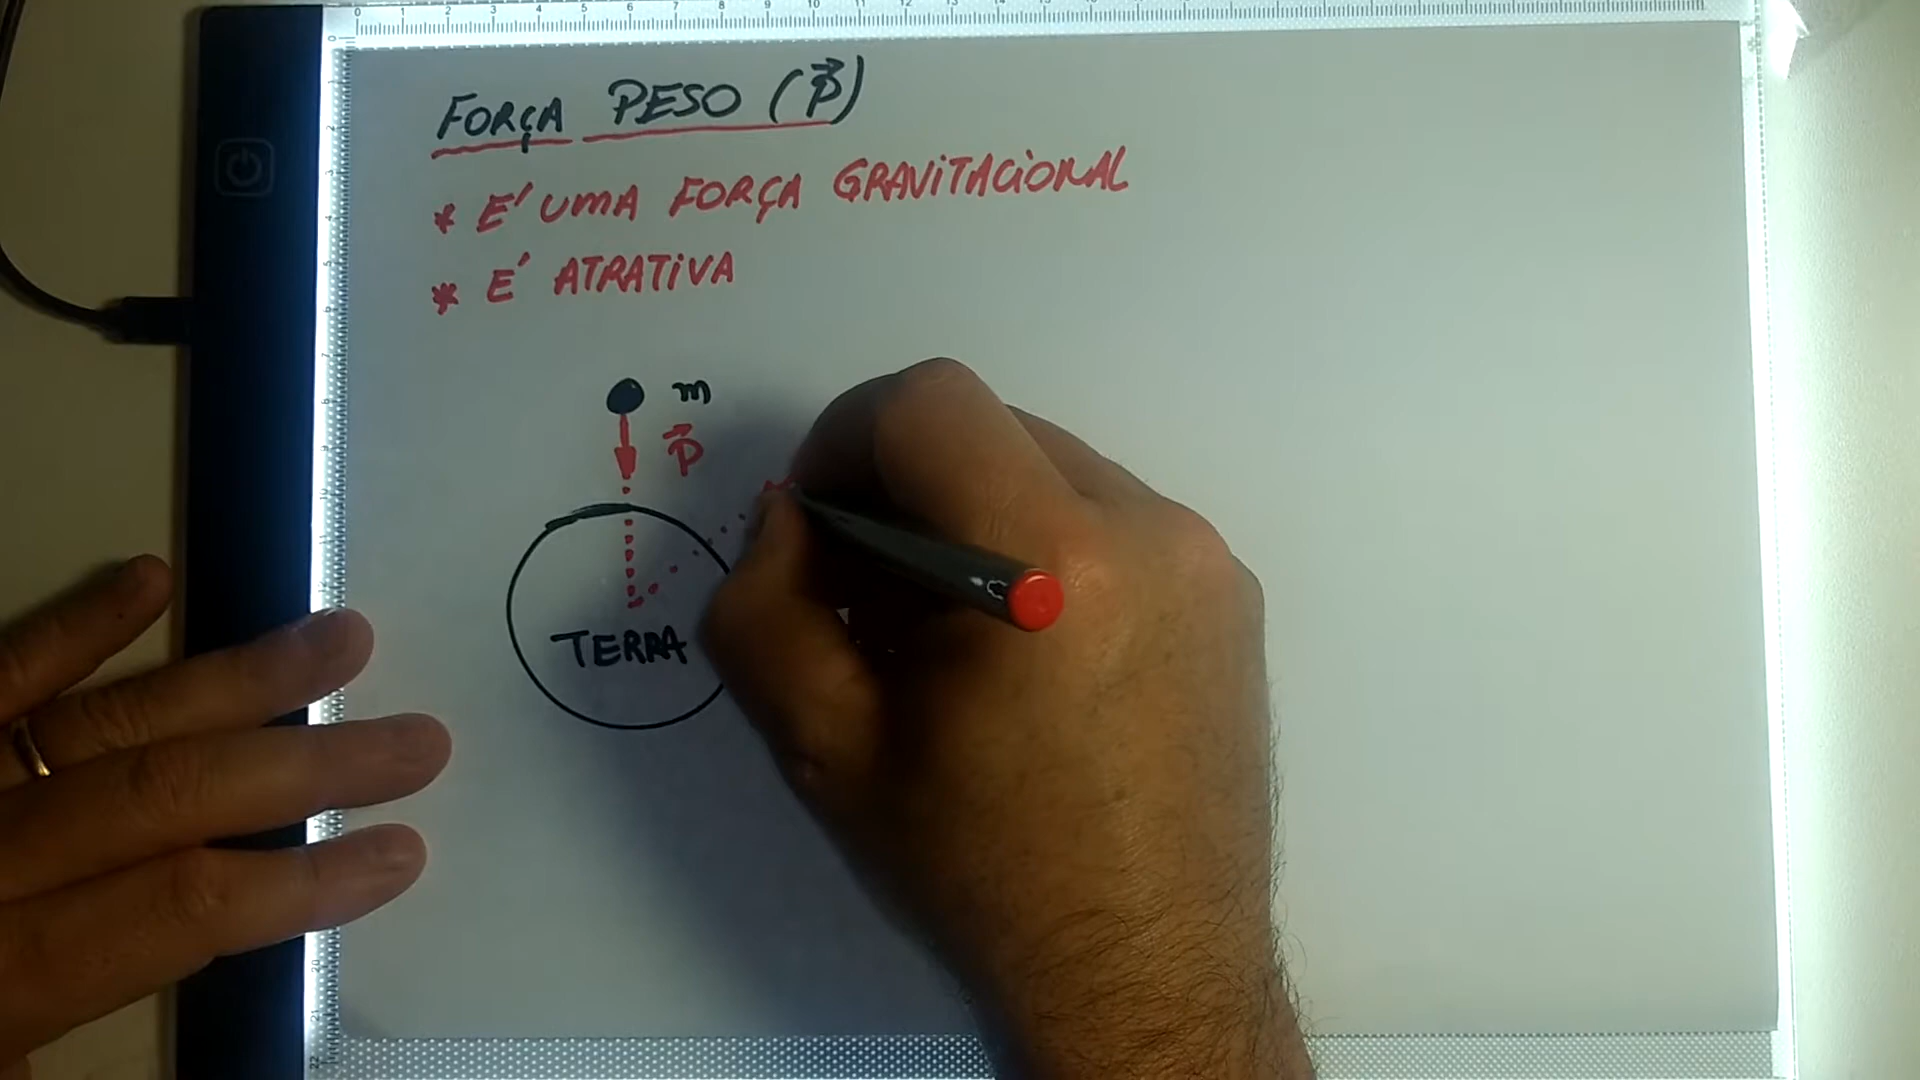 FORÇA PESO (P⃗)
* É UMA FORÇA GRAVITACIONAL
* É ATRATIVA
m
P⃗
TERRA